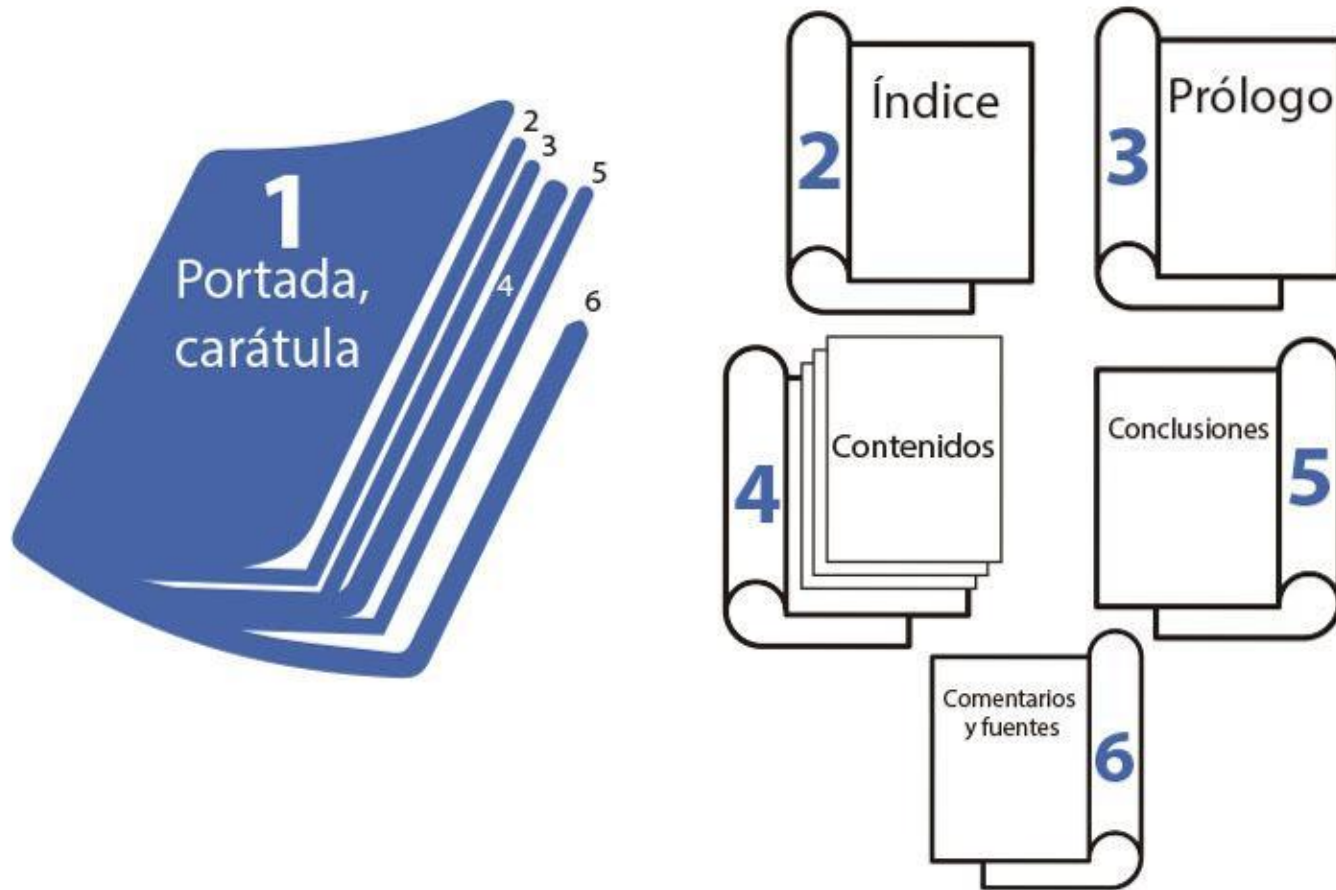 1
Portada,
carátula
2
3
4
5
6
2
Índice
3
Prólogo
4
Contenidos
Conclusiones
5
Comentarios
y fuentes
6